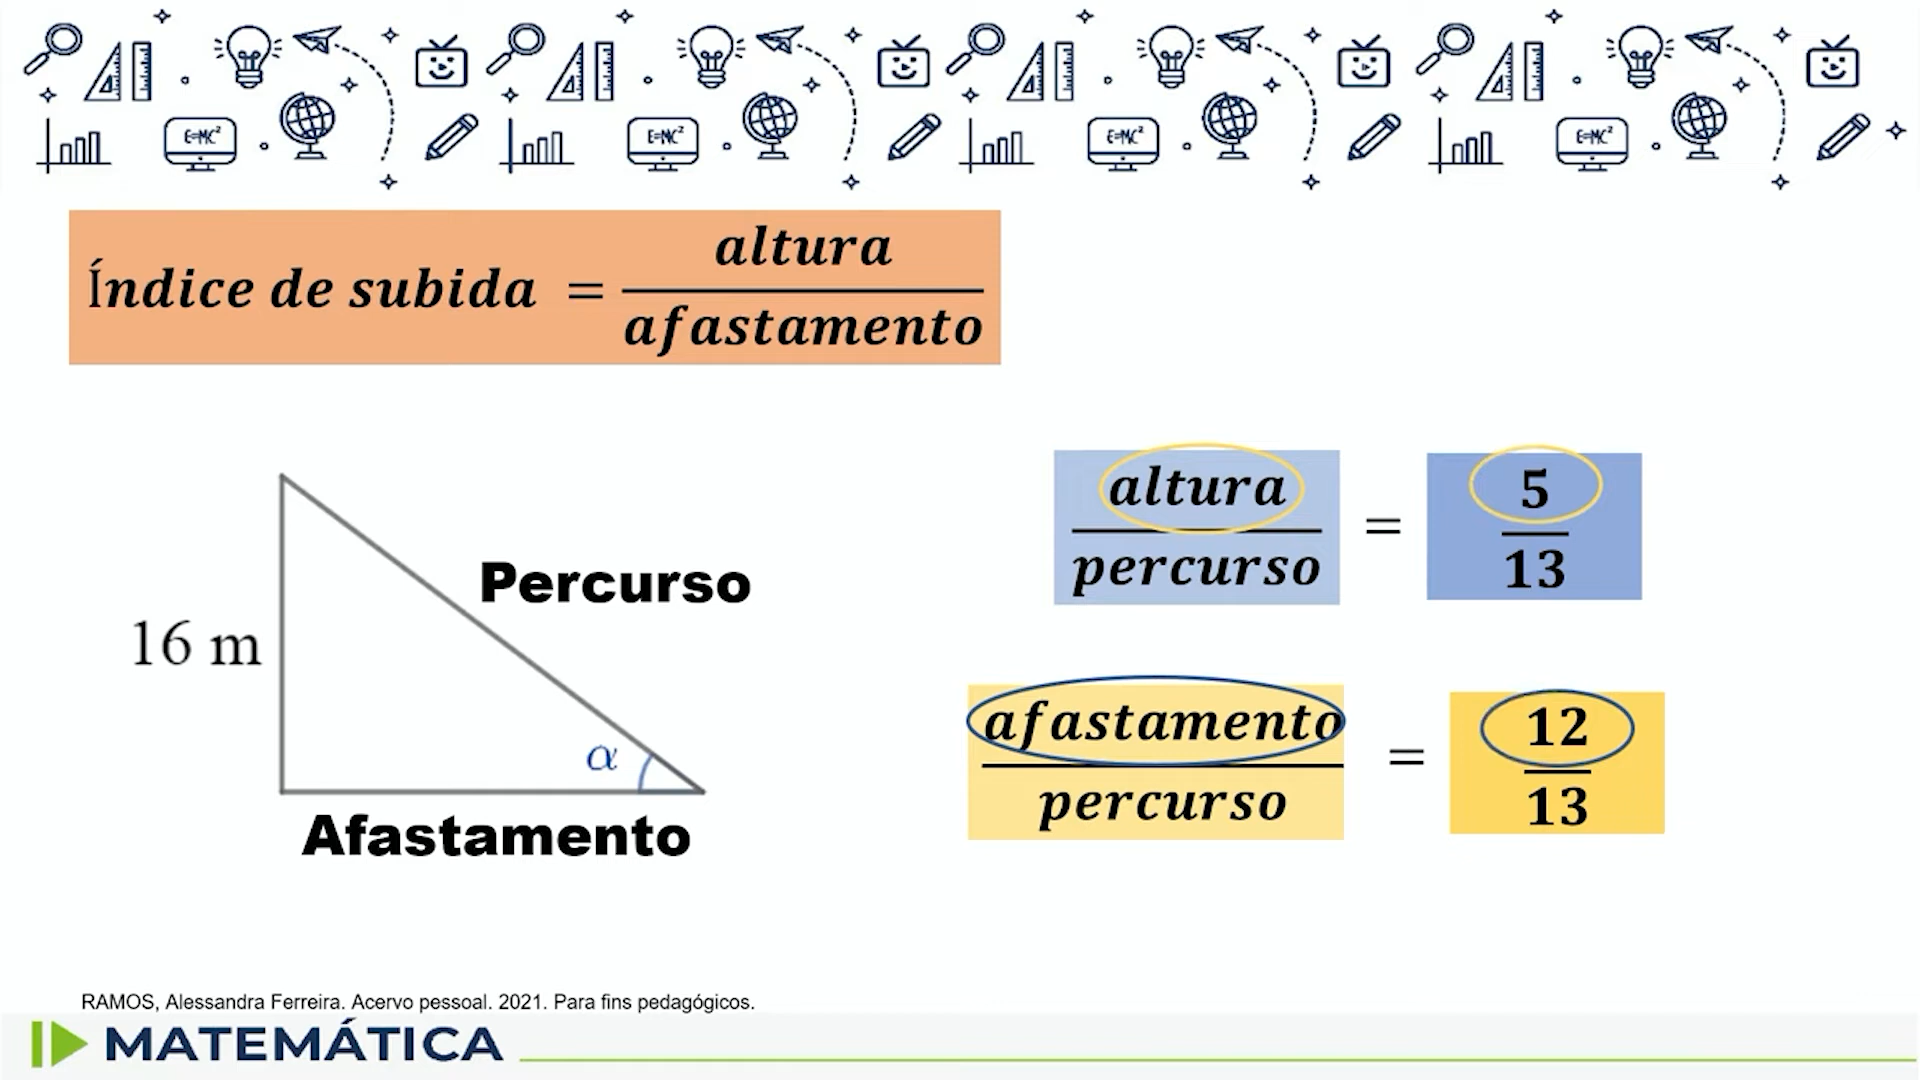 E=MC²
E=MC²
E=MC²
E=MC²
Índice de subida = altura / afastamento
16 m
Percurso
α
Afastamento
altura / percurso = 5 / 13
afastamento / percurso = 12 / 13
RAMOS, Alessandra Ferreira. Acervo pessoal. 2021. Para fins pedagógicos.
MATEMÁTICA